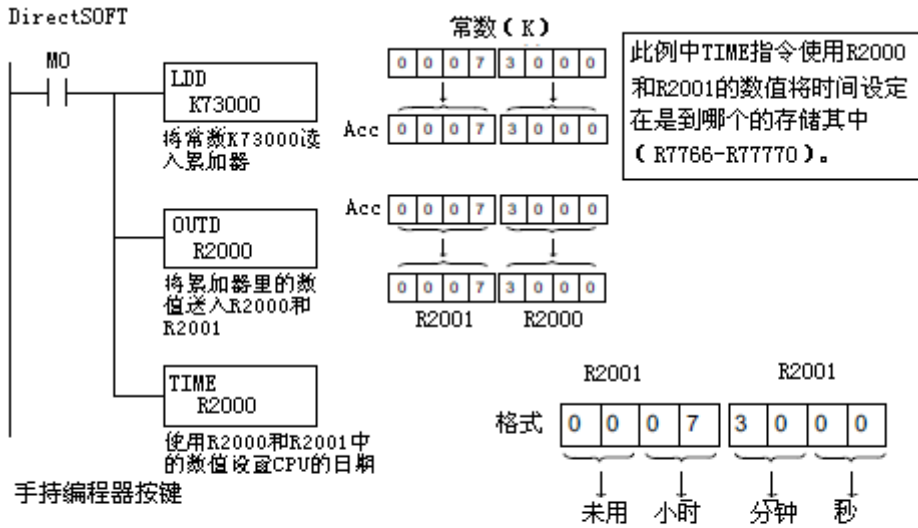 DirectSOFT
M0
LDD
K73000
将常数K73000读
入累加器
常数(K)
0 0 0 7 3 0 0 0
Acc 0 0 0 7 3 0 0 0
此例中TIME指令使用R2000
和R2001的数值将时间设定
在是到哪个的存储其中
(R7766-R77770)。
OUTD
R2000
将累加器里的数
值送入R2000和
R2001
Acc 0 0 0 7 3 0 0 0
0 0 0 7 3 0 0 0
R2001 R2000
TIME
R2000
使用R2000和R2001中
的数值设置CPU的日期
R2001 R2001
格式 0 0 0 7 3 0 0 0
未用 小时 分钟 秒
手持编程器按键